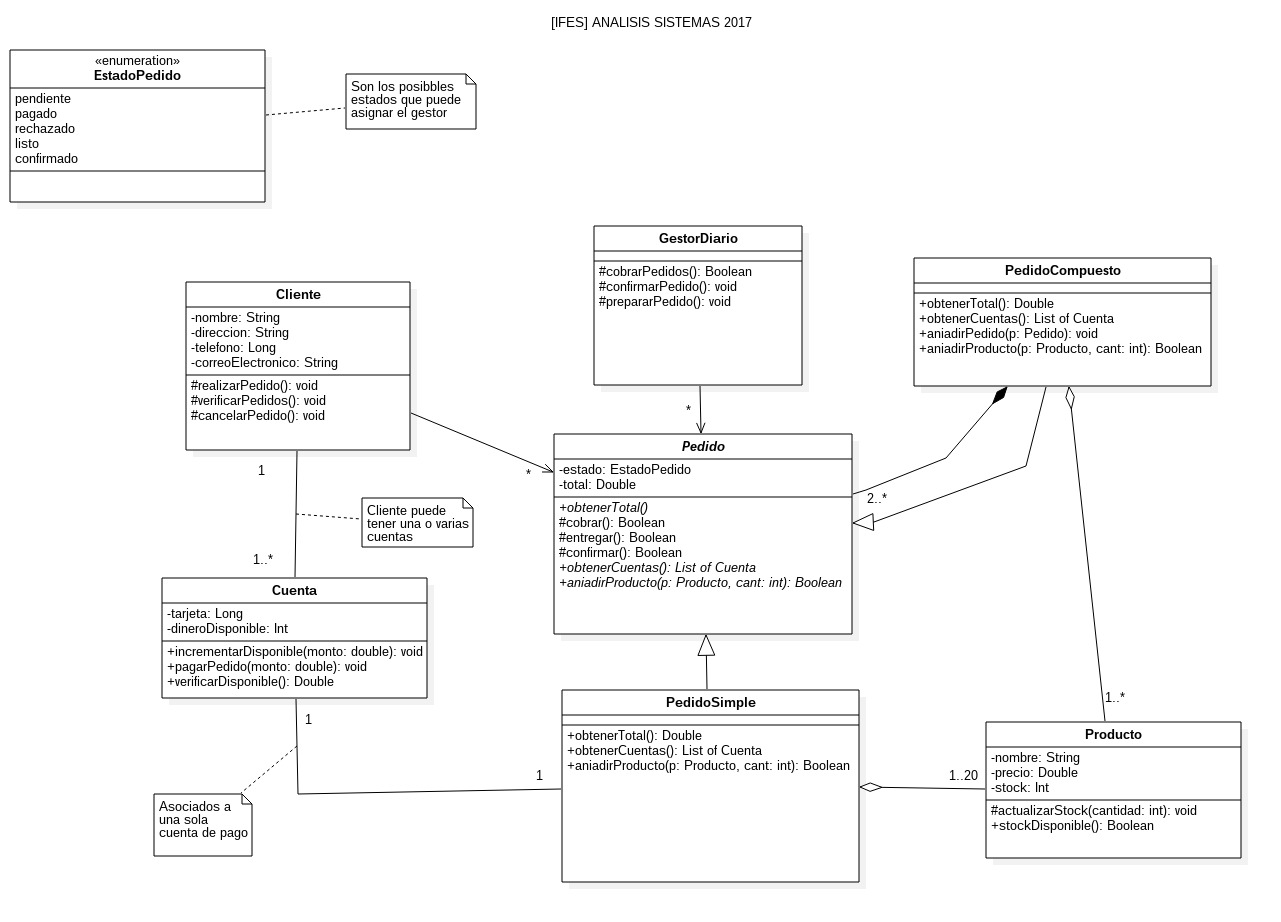 [IFES] ANALISIS SISTEMAS 2017
«enumeration»
EstadoPedido
pendiente
pagado
rechazado
listo
confirmado
Son los posibbles
estados que puede
asignar el gestor
GestorDiario
#cobrarPedidos(): Boolean
#confirmarPedido(): void
#prepararPedido(): void
PedidoCompuesto
+obtenerTotal(): Double
+obtenerCuentas(): List of Cuenta
+aniadirPedido(p: Pedido): void
+aniadirProducto(p: Producto, cant: int): Boolean
Cliente
-nombre: String
-direccion: String
-telefono: Long
-correoElectronico: String
#realizarPedido(): void
#verificarPedidos(): void
#cancelarPedido(): void
*
*
Pedido
-estado: EstadoPedido
-total: Double
+obtenerTotal()
#cobrar(): Boolean
#entregar(): Boolean
#confirmar(): Boolean
+obtenerCuentas(): List of Cuenta
+aniadirProducto(p: Producto, cant: int): Boolean
2..*
1
Cliente puede
tener una o varias
cuentas
1..*
Cuenta
-tarjeta: Long
-dineroDisponible: Int
+incrementarDisponible(monto: double): void
+pagarPedido(monto: double): void
+verificarDisponible(): Double
1
Asociados a
una sola
cuenta de pago
1
PedidoSimple
+obtenerTotal(): Double
+obtenerCuentas(): List of Cuenta
+aniadirProducto(p: Producto, cant: int): Boolean
1..20
1..*
Producto
-nombre: String
-precio: Double
-stock: Int
#actualizarStock(cantidad: int): void
+stockDisponible(): Boolean